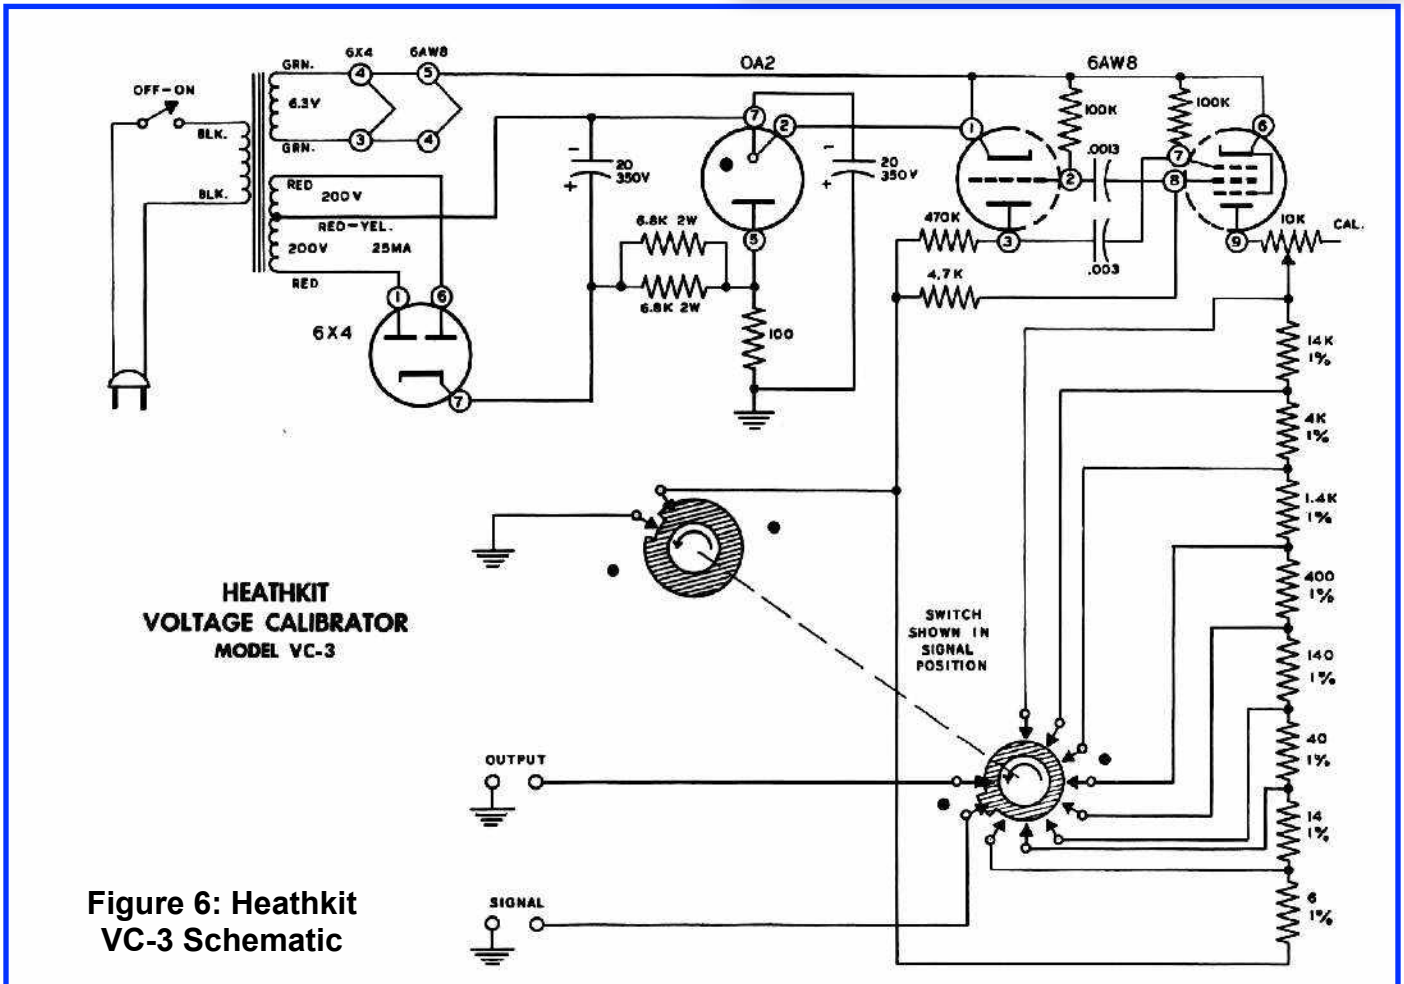 OFF-ON
BLK.
BLK.
GRN.
6.3V
GRN.
6X4
6AW8
4
5
3
4
RED
200V
RED-YEL.
200V 25MA
RED
1
6
6X4
7
-
20
350V
+
6.8K 2W
6.8K 2W
OA2
7
2
5
100
-
20
350V
+
6AW8
1
100K
2
3
.0013
.003
470K
4.7K
100K
7
8
6
9
10K
CAL.
14K
1%
4K
1%
1.4K
1%
400
1%
140
1%
40
1%
14
1%
6
1%
HEATHKIT
VOLTAGE CALIBRATOR
MODEL VC-3
SWITCH
SHOWN IN
SIGNAL
POSITION
OUTPUT
SIGNAL
Figure 6: Heathkit
VC-3 Schematic